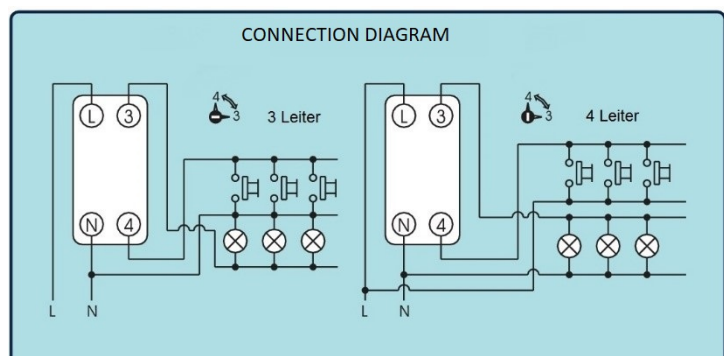 CONNECTION DIAGRAM
L 3
4 3
3 Leiter
N 4
L N
L 3
4 3
4 Leiter
N 4
L N